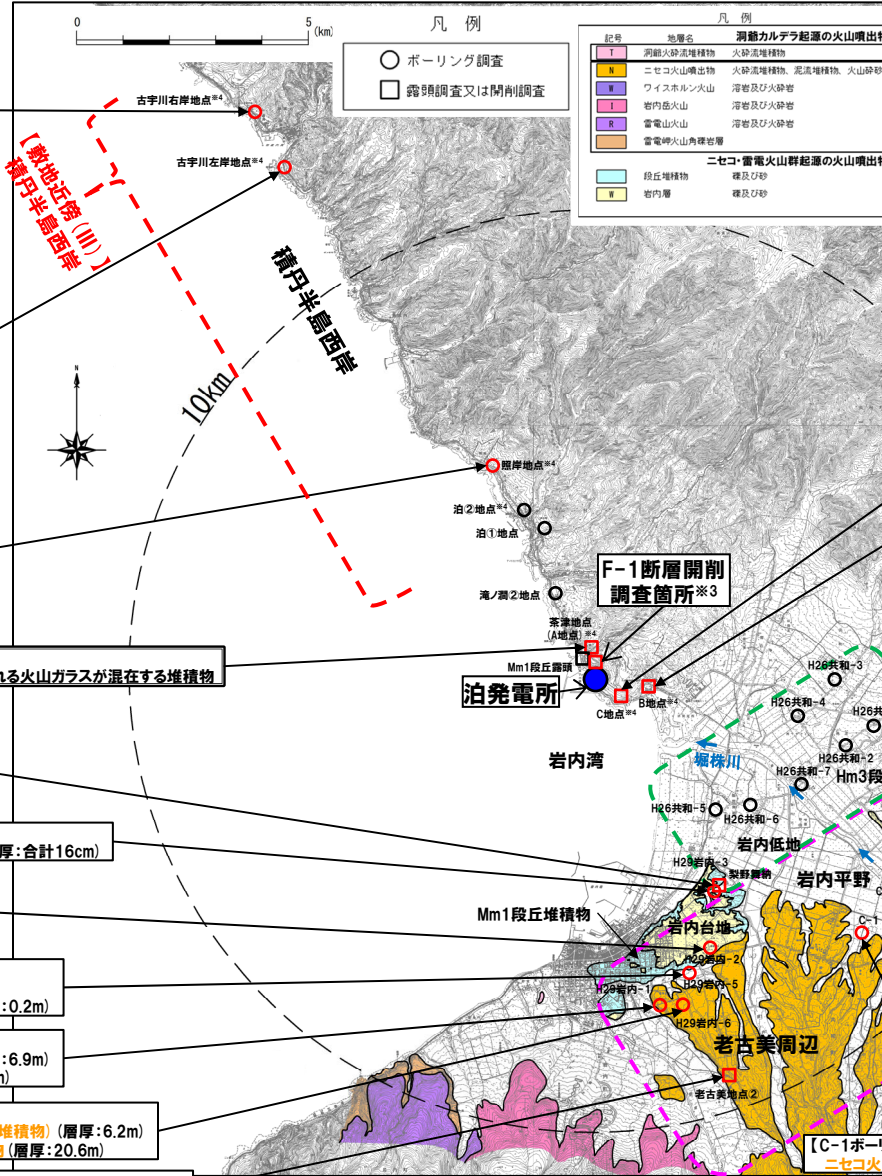 0
5
(km)
凡 例
ボーリング調査
露頭調査又は開削調査
凡 例
記号
地層名
洞爺カルデラ起源の火山噴出物
T
洞爺火砕流堆積物
火砕流堆積物
N
ニセコ火山噴出物
火砕流堆積物、泥流堆積物、火山砕
W
ワイスホルン火山
溶岩及び火砕岩
I
岩内岳火山
溶岩及び火砕岩
R
雷電山火山
溶岩及び火砕岩
雷電岬火山角礫岩層
ニセコ・雷電火山群起源の火山噴出物
段丘堆積物
礫及び砂
W
岩内層
礫及び砂
古宇川右岸地点※4
古宇川左岸地点※4
【敷地近傍(Ⅲ)】
積丹半島西岸
積丹半島西岸
N
10km
照岸地点※4
泊②地点※4
泊①地点
滝ノ澗②地点
F-1断層開削
調査箇所※3
茶津地点
(A地点)※4
Mm1段丘露頭
れる火山ガラスが混在する堆積物
泊発電所
C地点※4
B地点※4
H26共和-3
H26共和-4
H26共
H26共和-2
H26共和-7
Hm3段
H26共和-5
H26共和-6
堀株川
岩内湾
岩内低地
岩内平野
厚:合計16cm)
H29岩内-3
梨野舞納
C
C-1
Mm1段丘堆積物
岩内台地
H29岩内-2
H29岩内-1
H29岩内-5
H29岩内-6
:0.2m)
:6.9m)
m)
老古美周辺
老古美地点②
堆積物)(層厚:6.2m)
物(層厚:20.6m)
【C-1ボーリ
ニセコ火